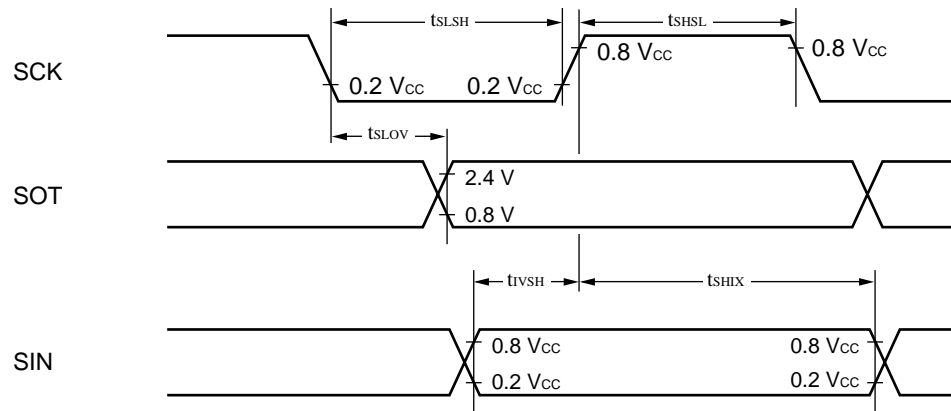 tSLSH tSHSL
SCK 0.2 VCC 0.2 VCC 0.8 VCC 0.8 VCC
tSLOV
SOT 2.4 V
0.8 V
tIVSH tSHIX
0.8 VCC 0.8 VCC
SIN 0.2 VCC 0.2 VCC